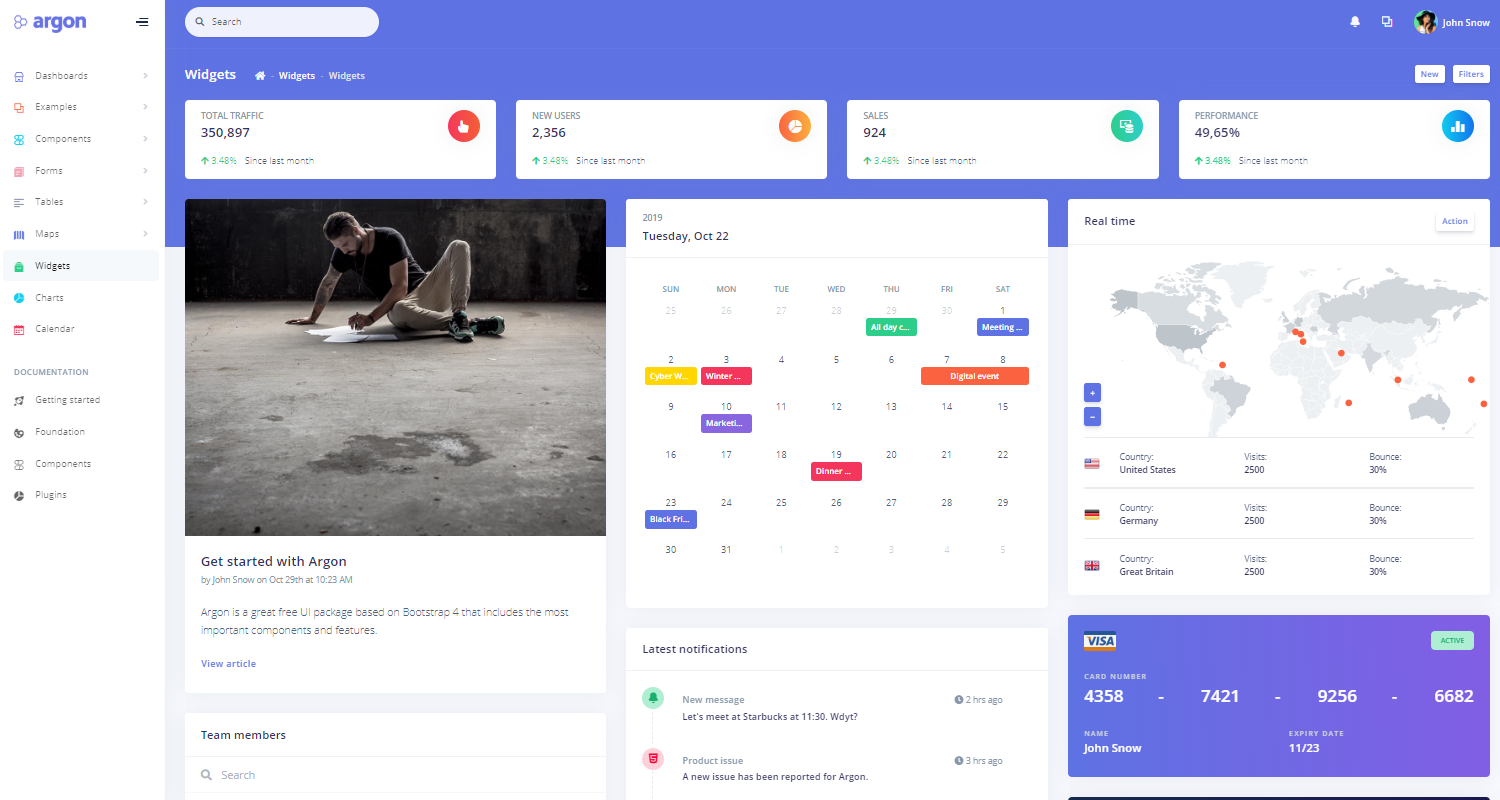 argon
Search
John Snow
Dashboards
Examples
Components
Forms
Tables
Maps
Widgets
Charts
Calendar
DOCUMENTATION
Getting started
Foundation
Components
Plugins
Widgets - Widgets - Widgets
New Filters
TOTAL TRAFFIC
350,897
3.48% Since last month
NEW USERS
2,356
3.48% Since last month
SALES
924
3.48% Since last month
PERFORMANCE
49,65%
3.48% Since last month
Get started with Argon
by John Snow on Oct 29th at 10:23 AM
Argon is a great free UI package based on Bootstrap 4 that includes the most
important components and features.
View article
Team members
Search
2019
Tuesday, Oct 22
SUN MON TUE WED THU FRI SAT
25 26 27 28 29 30 1
All day c... Meeting ...
2 3 4 5 6 7 8
Cyber W... Winter ... Digital event
9 10 11 12 13 14 15
Marketi...
16 17 18 19 20 21 22
Dinner ...
23 24 25 26 27 28 29
Black Fri...
30 31 1 2 3 4 5
Latest notifications
New message 2 hrs ago
Let's meet at Starbucks at 11:30. Wdyt?
Product issue 3 hrs ago
A new issue has been reported for Argon.
Real time
Action
+
−
Country: Visits: Bounce:
United States 2500 30%
Country: Visits: Bounce:
Germany 2500 30%
Country: Visits: Bounce:
Great Britain 2500 30%
VISA
ACTIVE
CARD NUMBER
4358 - 7421 - 9256 - 6682
NAME EXPIRY DATE
John Snow 11/23